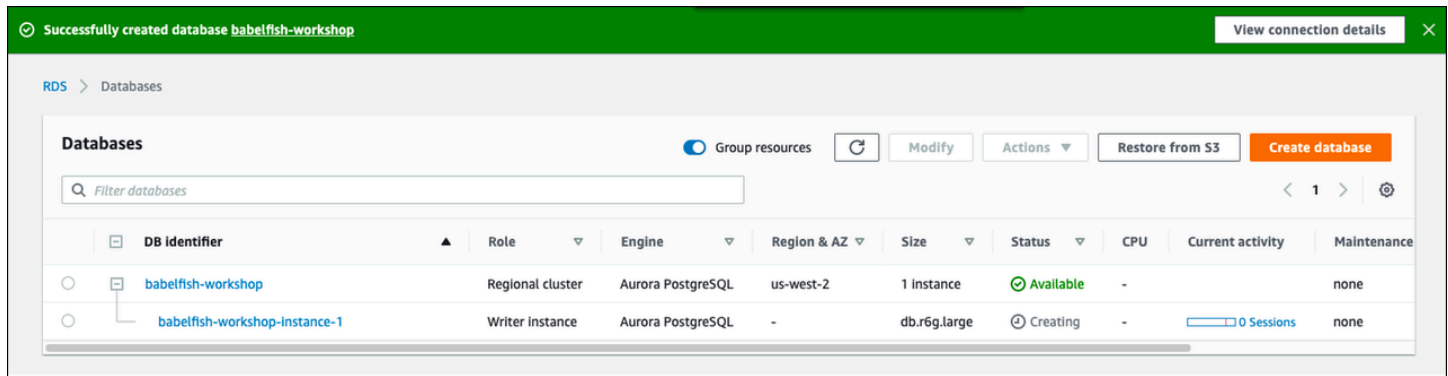 Successfully created database babelfish-workshop View connection details
RDS > Databases
Databases Group resources Modify Actions Restore from S3 Create database
Filter databases 1
DB identifier Role Engine Region & AZ Size Status CPU Current activity Maintenance
babelfish-workshop Regional cluster Aurora PostgreSQL us-west-2 1 instance Available - none
babelfish-workshop-instance-1 Writer instance Aurora PostgreSQL - db.r6g.large Creating - 0 Sessions none